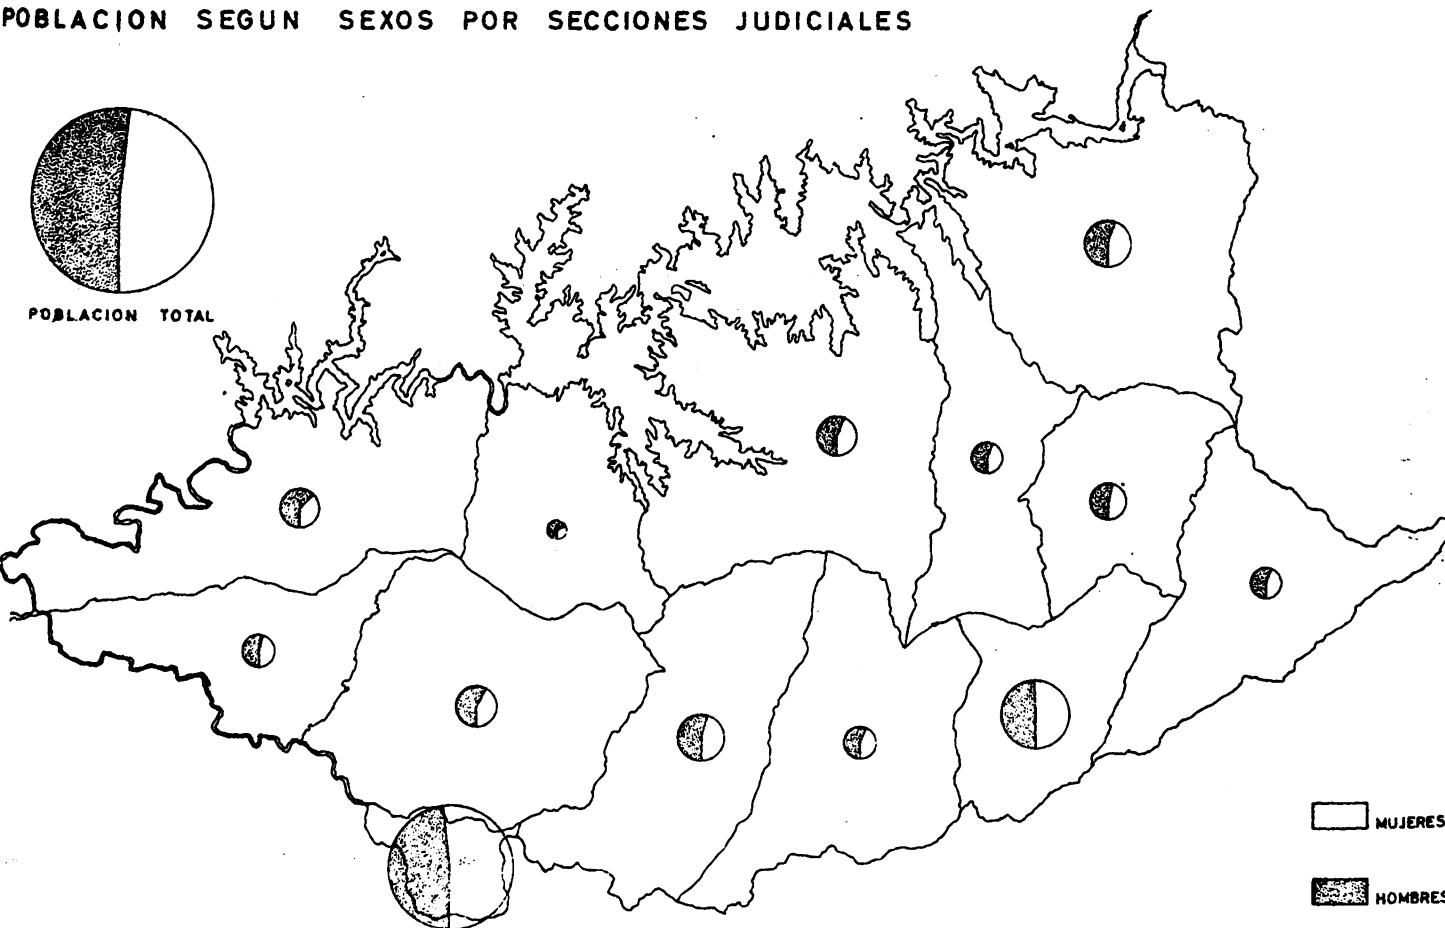 POBLACION SEGUN SEXOS POR SECCIONES JUDICIALES
POBLACION TOTAL
MUJERES
HOMBRES